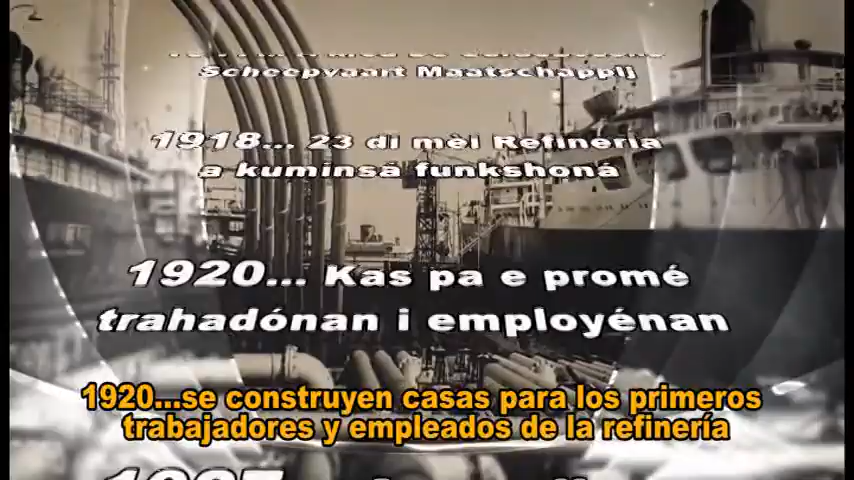 Scheepvaart Maatschappij
1918... 23 di mèi Refineria
a kuminsá funkshoná
1920... Kas pa e promé
trahadónan i employénan
1920...se construyen casas para los primeros
trabajadores y empleados de la refinería